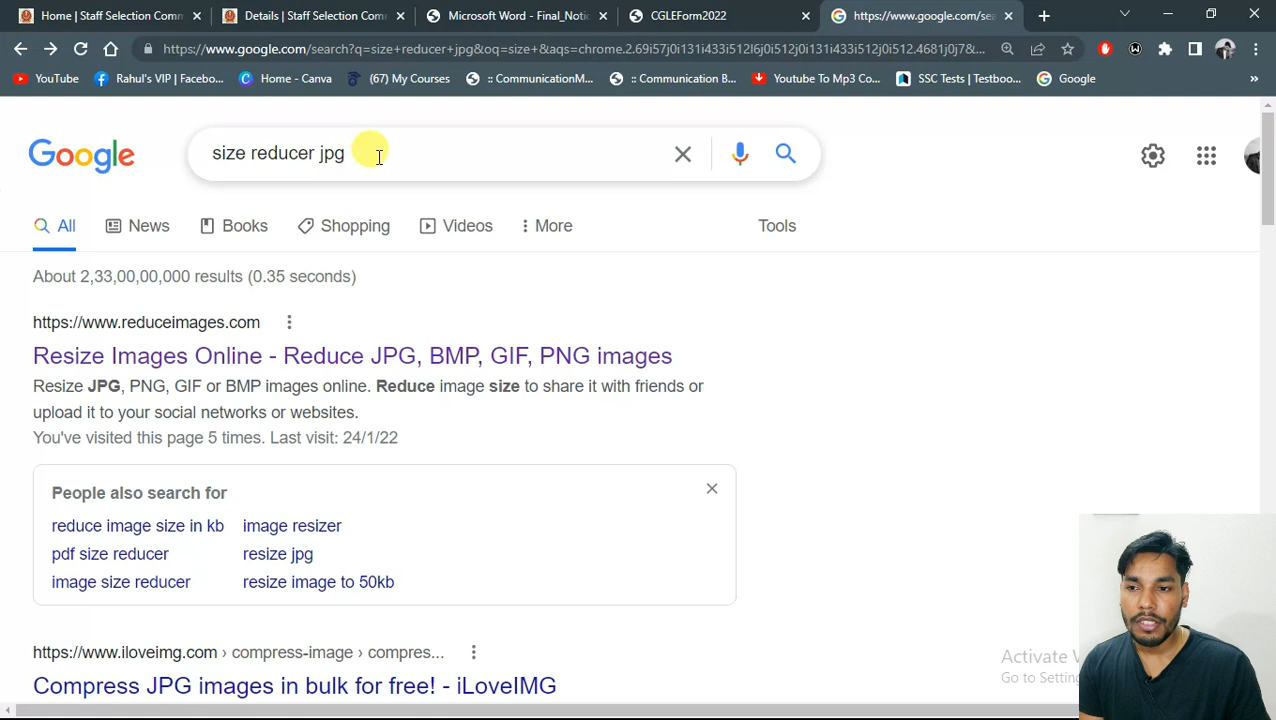 Home | Staff Selection Comm
Details | Staff Selection Comm
Microsoft Word - Final_Notic
CGLEForm2022
https://www.google.com/sea
https://www.google.com/search?q=size+reducer+jpg&oq=size+&aqs=chrome.2.69i57j0i131i433i512l6j0i512j0i131i433i512j0i512.4681j0j7&...
YouTube
Rahul's VIP | Facebo...
Home - Canva
(67) My Courses
:: CommunicationM...
:: Communication B...
Youtube To Mp3 Co...
SSC Tests | Testboo...
Google
»
Google
size reducer jpg
All
News
Books
Shopping
Videos
More
Tools
About 2,33,00,00,000 results (0.35 seconds)
https://www.reduceimages.com
Resize Images Online - Reduce JPG, BMP, GIF, PNG images
Resize JPG, PNG, GIF or BMP images online. Reduce image size to share it with friends or
upload it to your social networks or websites.
You've visited this page 5 times. Last visit: 24/1/22
People also search for
reduce image size in kb
image resizer
pdf size reducer
resize jpg
image size reducer
resize image to 50kb
https://www.iloveimg.com › compress-image › compres...
Compress JPG images in bulk for free! - iLoveIMG
Activate W
Go to Setting